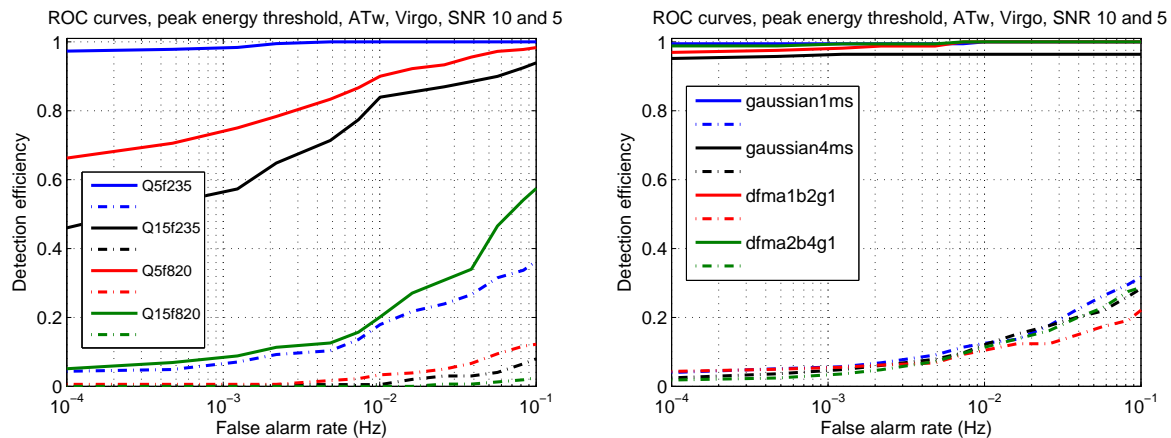 ROC curves, peak energy threshold, ATw, Virgo, SNR 10 and 5
1
0.8
0.6
0.4
0.2
0
Detection efficiency
Q5f235
Q15f235
Q5f820
Q15f820
10−4
10−3
10−2
10−1
False alarm rate (Hz)
ROC curves, peak energy threshold, ATw, Virgo, SNR 10 and 5
1
0.8
0.6
0.4
0.2
0
Detection efficiency
gaussian1ms
gaussian4ms
dfma1b2g1
dfma2b4g1
10−4
10−3
10−2
10−1
False alarm rate (Hz)